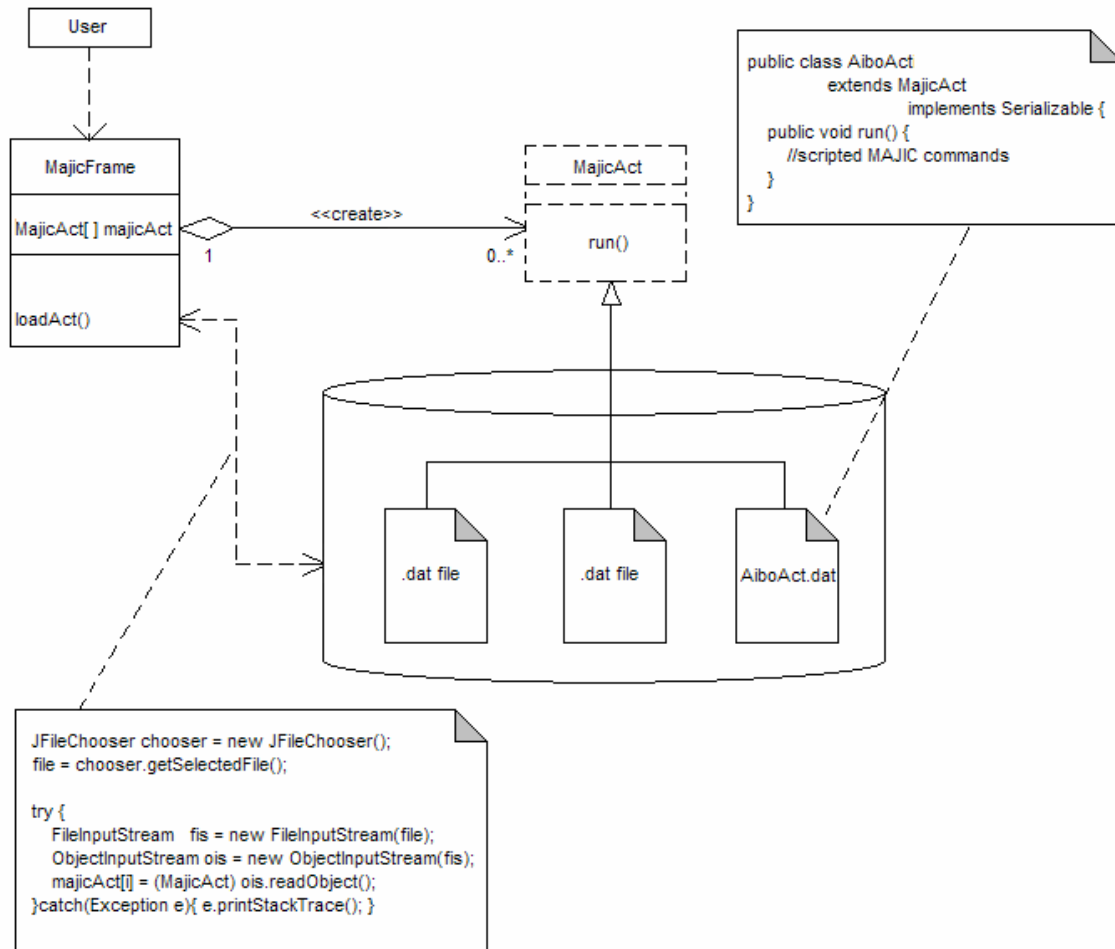 User
MajicFrame
MajicAct[ ] majicAct
loadAct()
<<create>>
1
0..*
MajicAct
run()
public class AiboAct
extends MajicAct
implements Serializable {
public void run() {
//scripted MAJIC commands
}
}
.dat file
.dat file
AiboAct.dat
JFileChooser chooser = new JFileChooser();
file = chooser.getSelectedFile();
try {
FileInputStream fis = new FileInputStream(file);
ObjectInputStream ois = new ObjectInputStream(fis);
majicAct[i] = (MajicAct) ois.readObject();
}catch(Exception e){ e.printStackTrace(); }